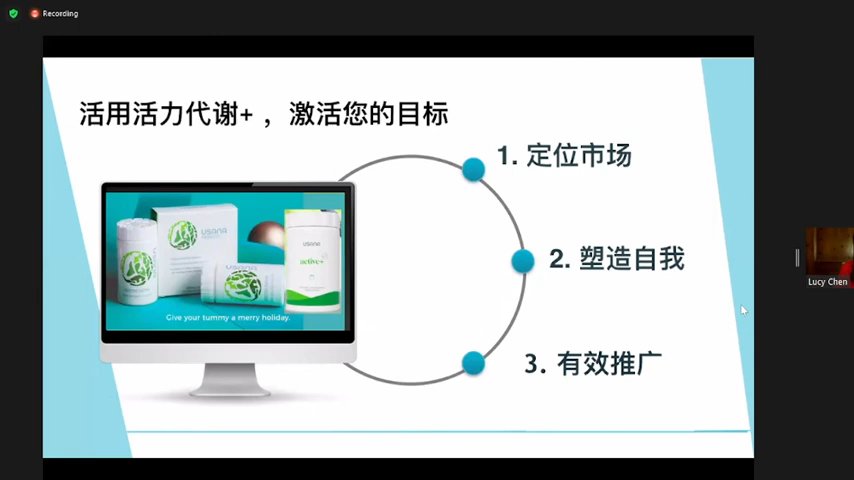 Recording
活用活力代谢+ ，激活您的目标
1. 定位市场
USANA
USANA
USANA
active+
2. 塑造自我
Give your tummy a merry holiday.
Lucy Chen
3. 有效推广